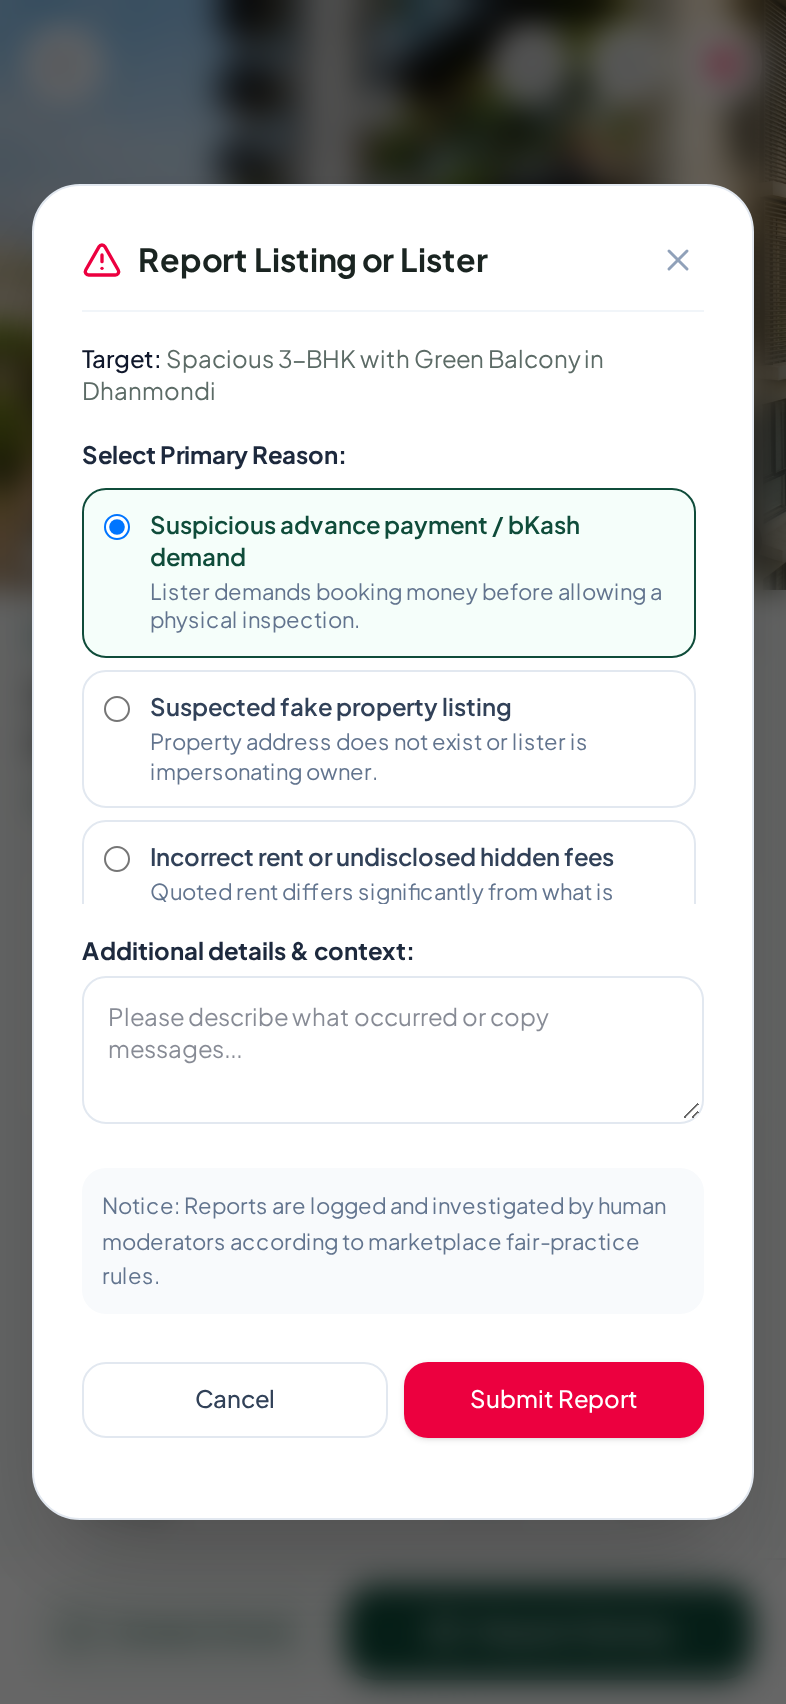 Report Listing or Lister
Target: Spacious 3-BHK with Green Balcony in
Dhanmondi
Select Primary Reason:
Suspicious advance payment / bKash
demand
Lister demands booking money before allowing a
physical inspection.
Suspected fake property listing
Property address does not exist or lister is
impersonating owner.
Incorrect rent or undisclosed hidden fees
Quoted rent differs significantly from what is
Additional details & context:
Please describe what occurred or copy
messages...
Notice: Reports are logged and investigated by human
moderators according to marketplace fair-practice
rules.
Cancel
Submit Report